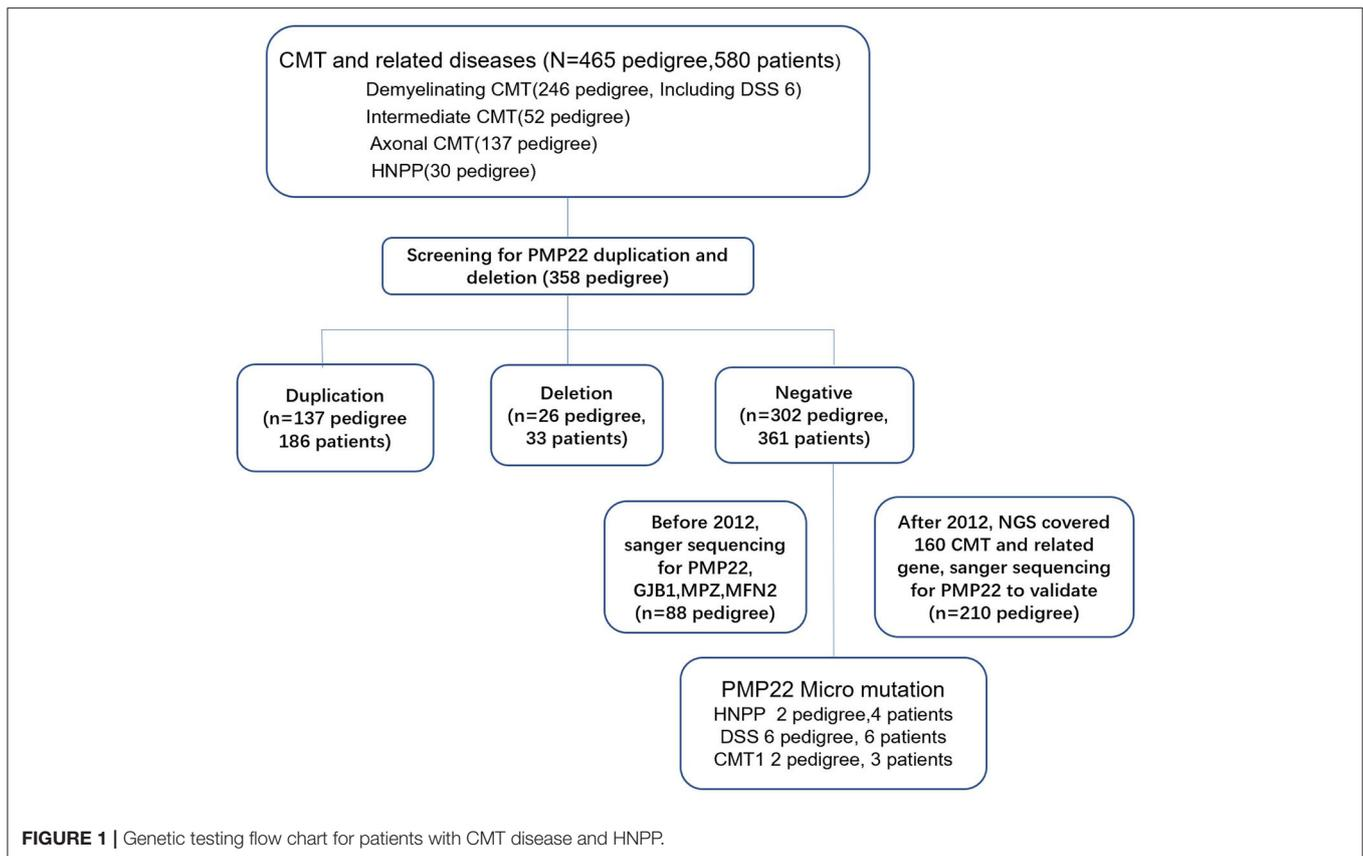 CMT and related diseases (N=465 pedigree,580 patients)
Demyelinating CMT(246 pedigree, Including DSS 6)
Intermediate CMT(52 pedigree)
Axonal CMT(137 pedigree)
HNPP(30 pedigree)
Screening for PMP22 duplication and
deletion (358 pedigree)
Duplication
(n=137 pedigree
186 patients)
Deletion
(n=26 pedigree,
33 patients)
Negative
(n=302 pedigree,
361 patients)
Before 2012,
sanger sequencing
for PMP22,
GJB1,MPZ,MFN2
(n=88 pedigree)
After 2012, NGS covered
160 CMT and related
gene, sanger sequencing
for PMP22 to validate
(n=210 pedigree)
PMP22 Micro mutation
HNPP 2 pedigree,4 patients
DSS 6 pedigree, 6 patients
CMT1 2 pedigree, 3 patients
FIGURE 1 | Genetic testing flow chart for patients with CMT disease and HNPP.